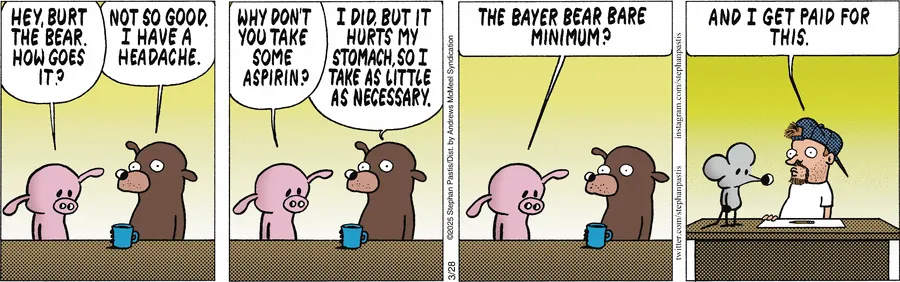 HEY, BURT
THE BEAR.
HOW GOES
IT?
NOT SO GOOD.
I HAVE A
HEADACHE.
WHY DON'T
YOU TAKE
SOME
ASPIRIN?
I DID. BUT IT
HURTS MY
STOMACH, SO I
TAKE AS LITTLE
AS NECESSARY.
©2025 Stephan Pastis/Dist. by Andrews McMeel Syndication
3/28
THE BAYER BEAR BARE
MINIMUM?
twitter.com/stephanpastis
instagram.com/stephanpastis
AND I GET PAID FOR
THIS.